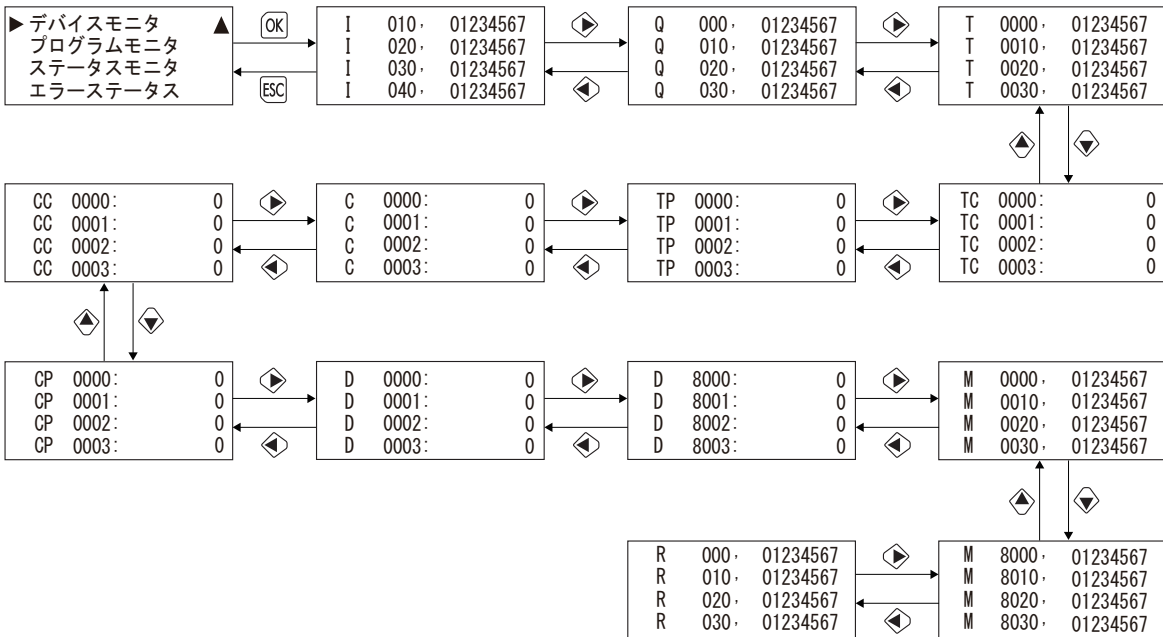 ▶ デバイスモニタ ▲
プログラムモニタ
ステータスモニタ
エラーステータス
OK
ESC
I 010, 01234567
I 020, 01234567
I 030, 01234567
I 040, 01234567
Q 000, 01234567
Q 010, 01234567
Q 020, 01234567
Q 030, 01234567
T 0000, 01234567
T 0010, 01234567
T 0020, 01234567
T 0030, 01234567
CC 0000: 0
CC 0001: 0
CC 0002: 0
CC 0003: 0
C 0000: 0
C 0001: 0
C 0002: 0
C 0003: 0
TP 0000: 0
TP 0001: 0
TP 0002: 0
TP 0003: 0
TC 0000: 0
TC 0001: 0
TC 0002: 0
TC 0003: 0
CP 0000: 0
CP 0001: 0
CP 0002: 0
CP 0003: 0
D 0000: 0
D 0001: 0
D 0002: 0
D 0003: 0
D 8000: 0
D 8001: 0
D 8002: 0
D 8003: 0
M 0000, 01234567
M 0010, 01234567
M 0020, 01234567
M 0030, 01234567
R 000, 01234567
R 010, 01234567
R 020, 01234567
R 030, 01234567
M 8000, 01234567
M 8010, 01234567
M 8020, 01234567
M 8030, 01234567